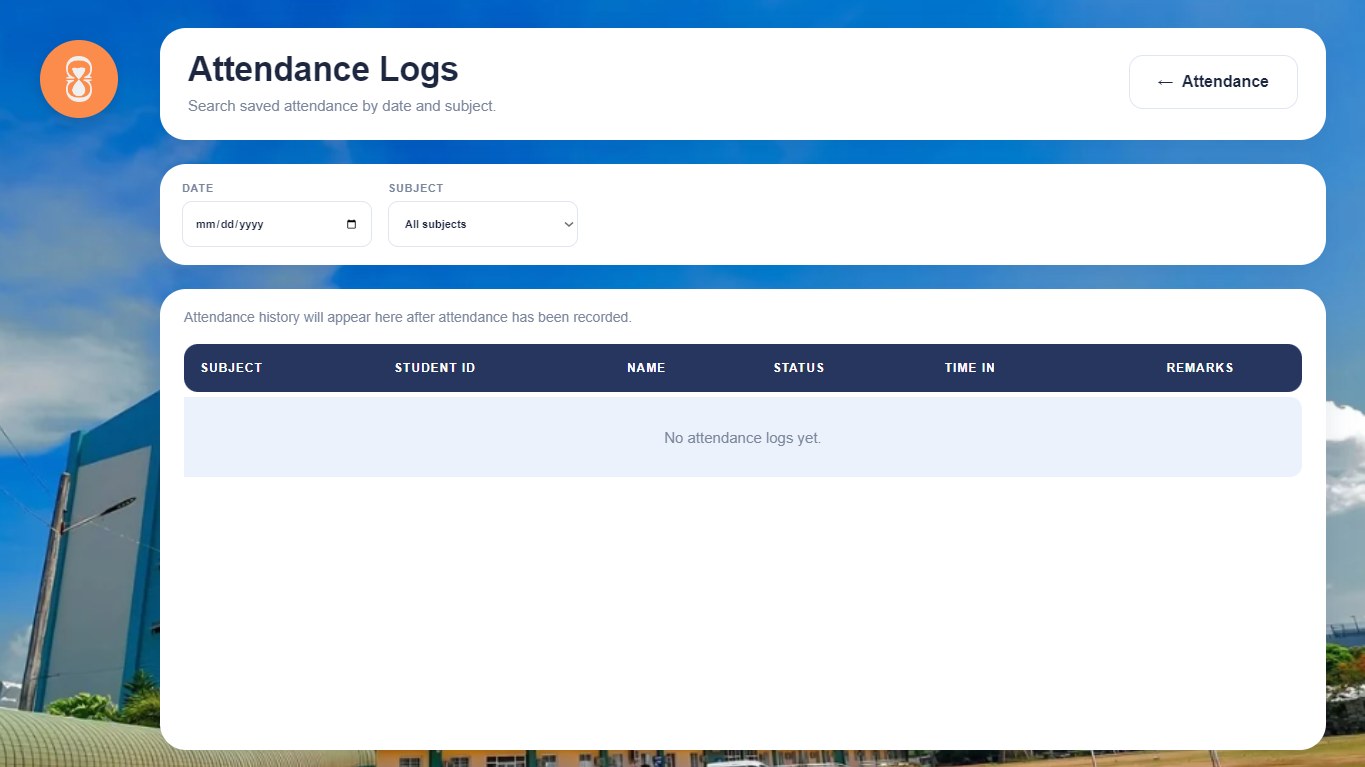 Attendance Logs
Search saved attendance by date and subject.
← Attendance
DATE
SUBJECT
mm/dd/yyyy
All subjects
Attendance history will appear here after attendance has been recorded.
SUBJECT STUDENT ID NAME STATUS TIME IN REMARKS
No attendance logs yet.